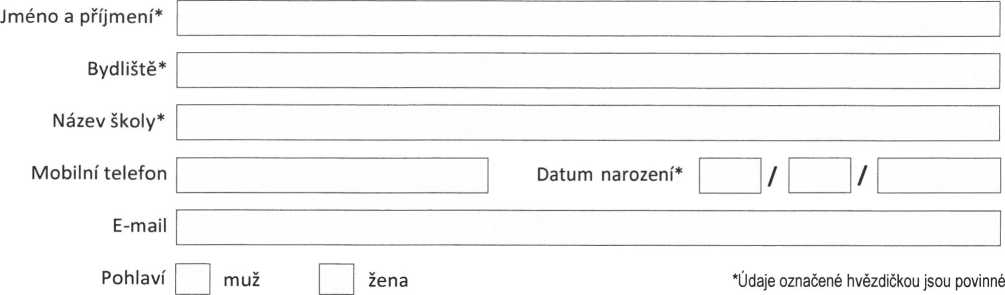 Jméno a příjmení*
Bydliště*
Název školy*
Mobilní telefon Datum narození* / /
E-mail
Pohlaví muž žena *Údaje označené hvězdičkou jsou povinné